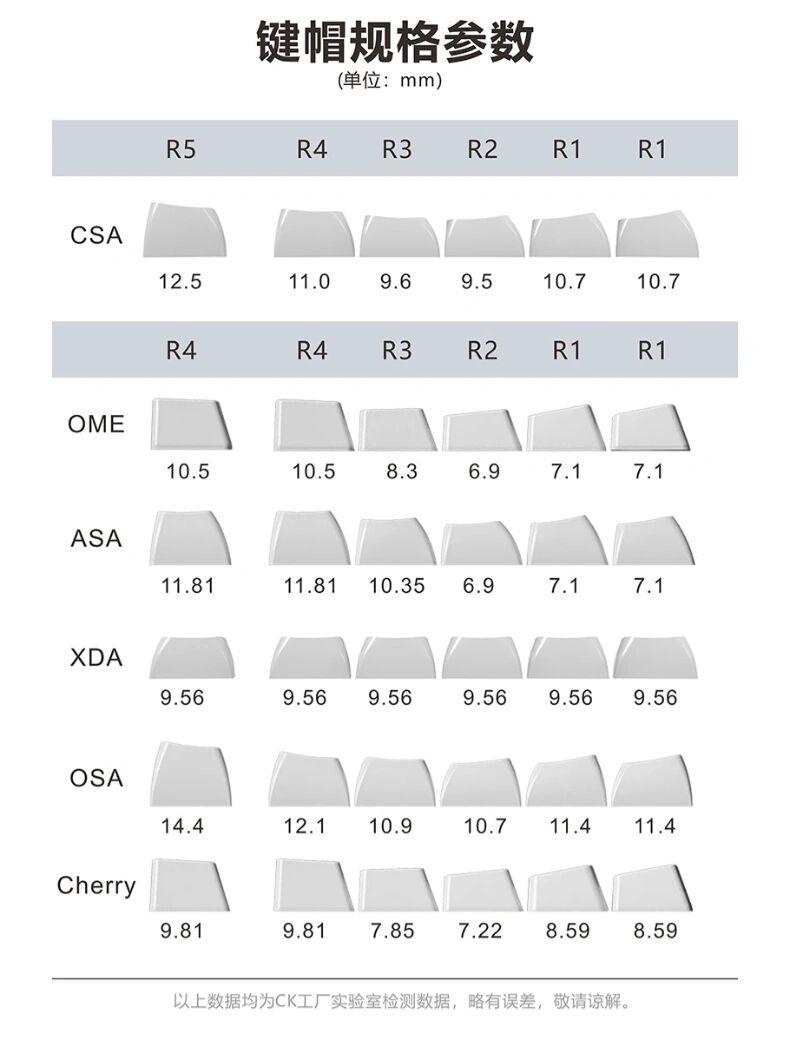 键帽规格参数
(单位：mm)
R5 R4 R3 R2 R1 R1
CSA
12.5 11.0 9.6 9.5 10.7 10.7
R4 R4 R3 R2 R1 R1
OME
10.5 10.5 8.3 6.9 7.1 7.1
ASA
11.81 11.81 10.35 6.9 7.1 7.1
XDA
9.56 9.56 9.56 9.56 9.56 9.56
OSA
14.4 12.1 10.9 10.7 11.4 11.4
Cherry
9.81 9.81 7.85 7.22 8.59 8.59
以上数据均为CK工厂实验室检测数据，略有误差，敬请谅解。